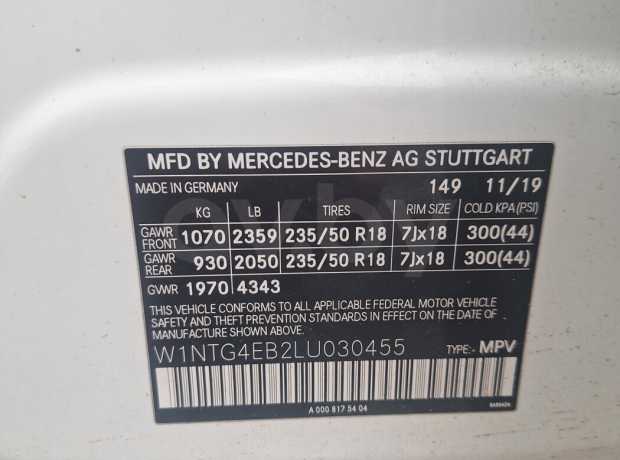 MFD BY MERCEDES-BENZ AG STUTTGART
MADE IN GERMANY 149 11/19
KG LB TIRES RIM SIZE COLD KPA(PSI)
GAWR FRONT 1070 2359 235/50 R18 7Jx18 300(44)
GAWR REAR 930 2050 235/50 R18 7Jx18 300(44)
GVWR 1970 4343
THIS VEHICLE CONFORMS TO ALL APPLICABLE FEDERAL MOTOR VEHICLE
SAFETY AND THEFT PREVENTION STANDARDS IN EFFECT ON THE DATE OF
MANUFACTURE SHOWN ABOVE.
W1NTG4EB2LU030455 TYPE:- MPV
A 000 817 54 04